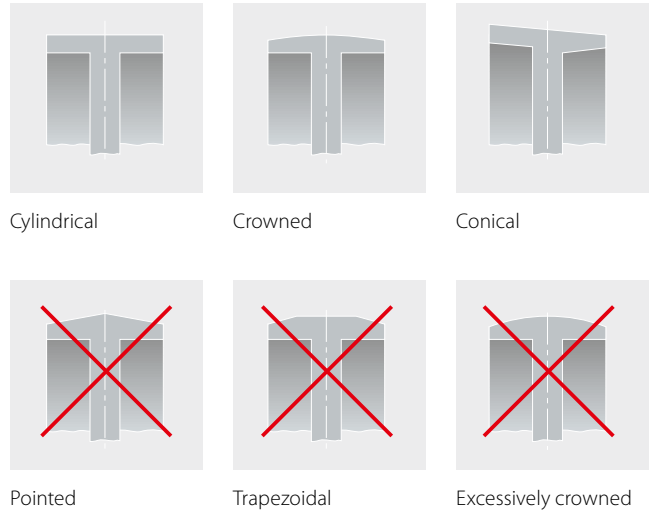 Cylindrical
Crowned
Conical
Pointed
Trapezoidal
Excessively crowned